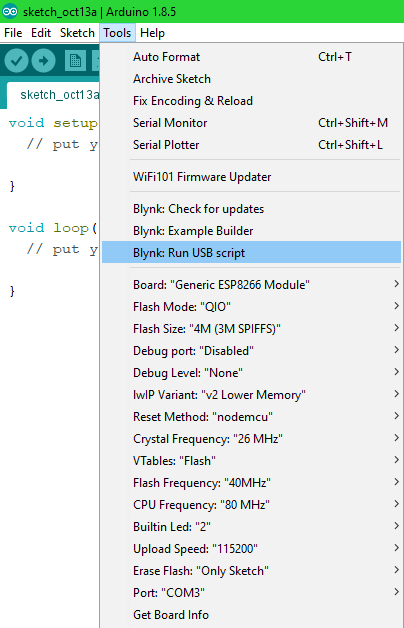 sketch_oct13a | Arduino 1.8.5
File Edit Sketch Tools Help
sketch_oct13a
void setup
// put y
}
void loop(
// put y
}
Auto Format Ctrl+T
Archive Sketch
Fix Encoding & Reload
Serial Monitor Ctrl+Shift+M
Serial Plotter Ctrl+Shift+L
WiFi101 Firmware Updater
Blynk: Check for updates
Blynk: Example Builder
Blynk: Run USB script
Board: "Generic ESP8266 Module"
Flash Mode: "QIO"
Flash Size: "4M (3M SPIFFS)"
Debug port: "Disabled"
Debug Level: "None"
lwIP Variant: "v2 Lower Memory"
Reset Method: "nodemcu"
Crystal Frequency: "26 MHz"
VTables: "Flash"
Flash Frequency: "40MHz"
CPU Frequency: "80 MHz"
Builtin Led: "2"
Upload Speed: "115200"
Erase Flash: "Only Sketch"
Port: "COM3"
Get Board Info